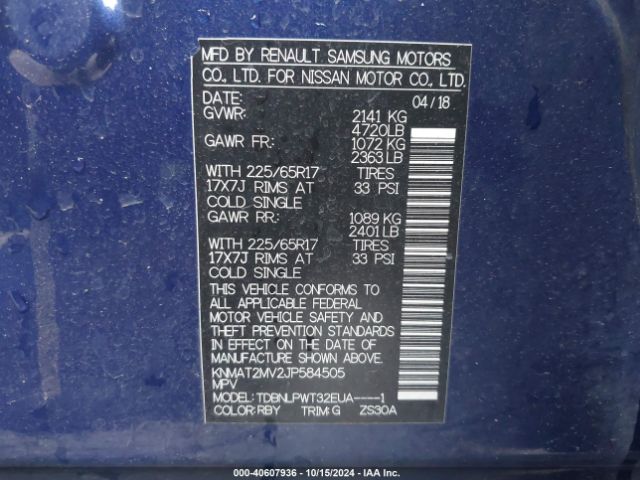 MFD BY RENAULT SAMSUNG MOTORS
CO., LTD. FOR NISSAN MOTOR CO., LTD.
DATE: 04/18
GVWR: 2141 KG
4720LB
GAWR FR: 1072 KG
2363 LB
WITH 225/65R17 TIRES
17X7J RIMS AT 33 PSI
COLD SINGLE
GAWR RR: 1089 KG
2401 LB
WITH 225/65R17 TIRES
17X7J RIMS AT 33 PSI
COLD SINGLE
THIS VEHICLE CONFORMS TO
ALL APPLICABLE FEDERAL
MOTOR VEHICLE SAFETY AND
THEFT PREVENTION STANDARDS
IN EFFECT ON THE DATE OF
MANUFACTURE SHOWN ABOVE.
KNMAT2MV2JP584505
MPV
MODEL: TDBNLPWT32EUA----1
COLOR: RBY TRIM: G ZS30A
000-40607936 - 10/15/2024 - IAA Inc.